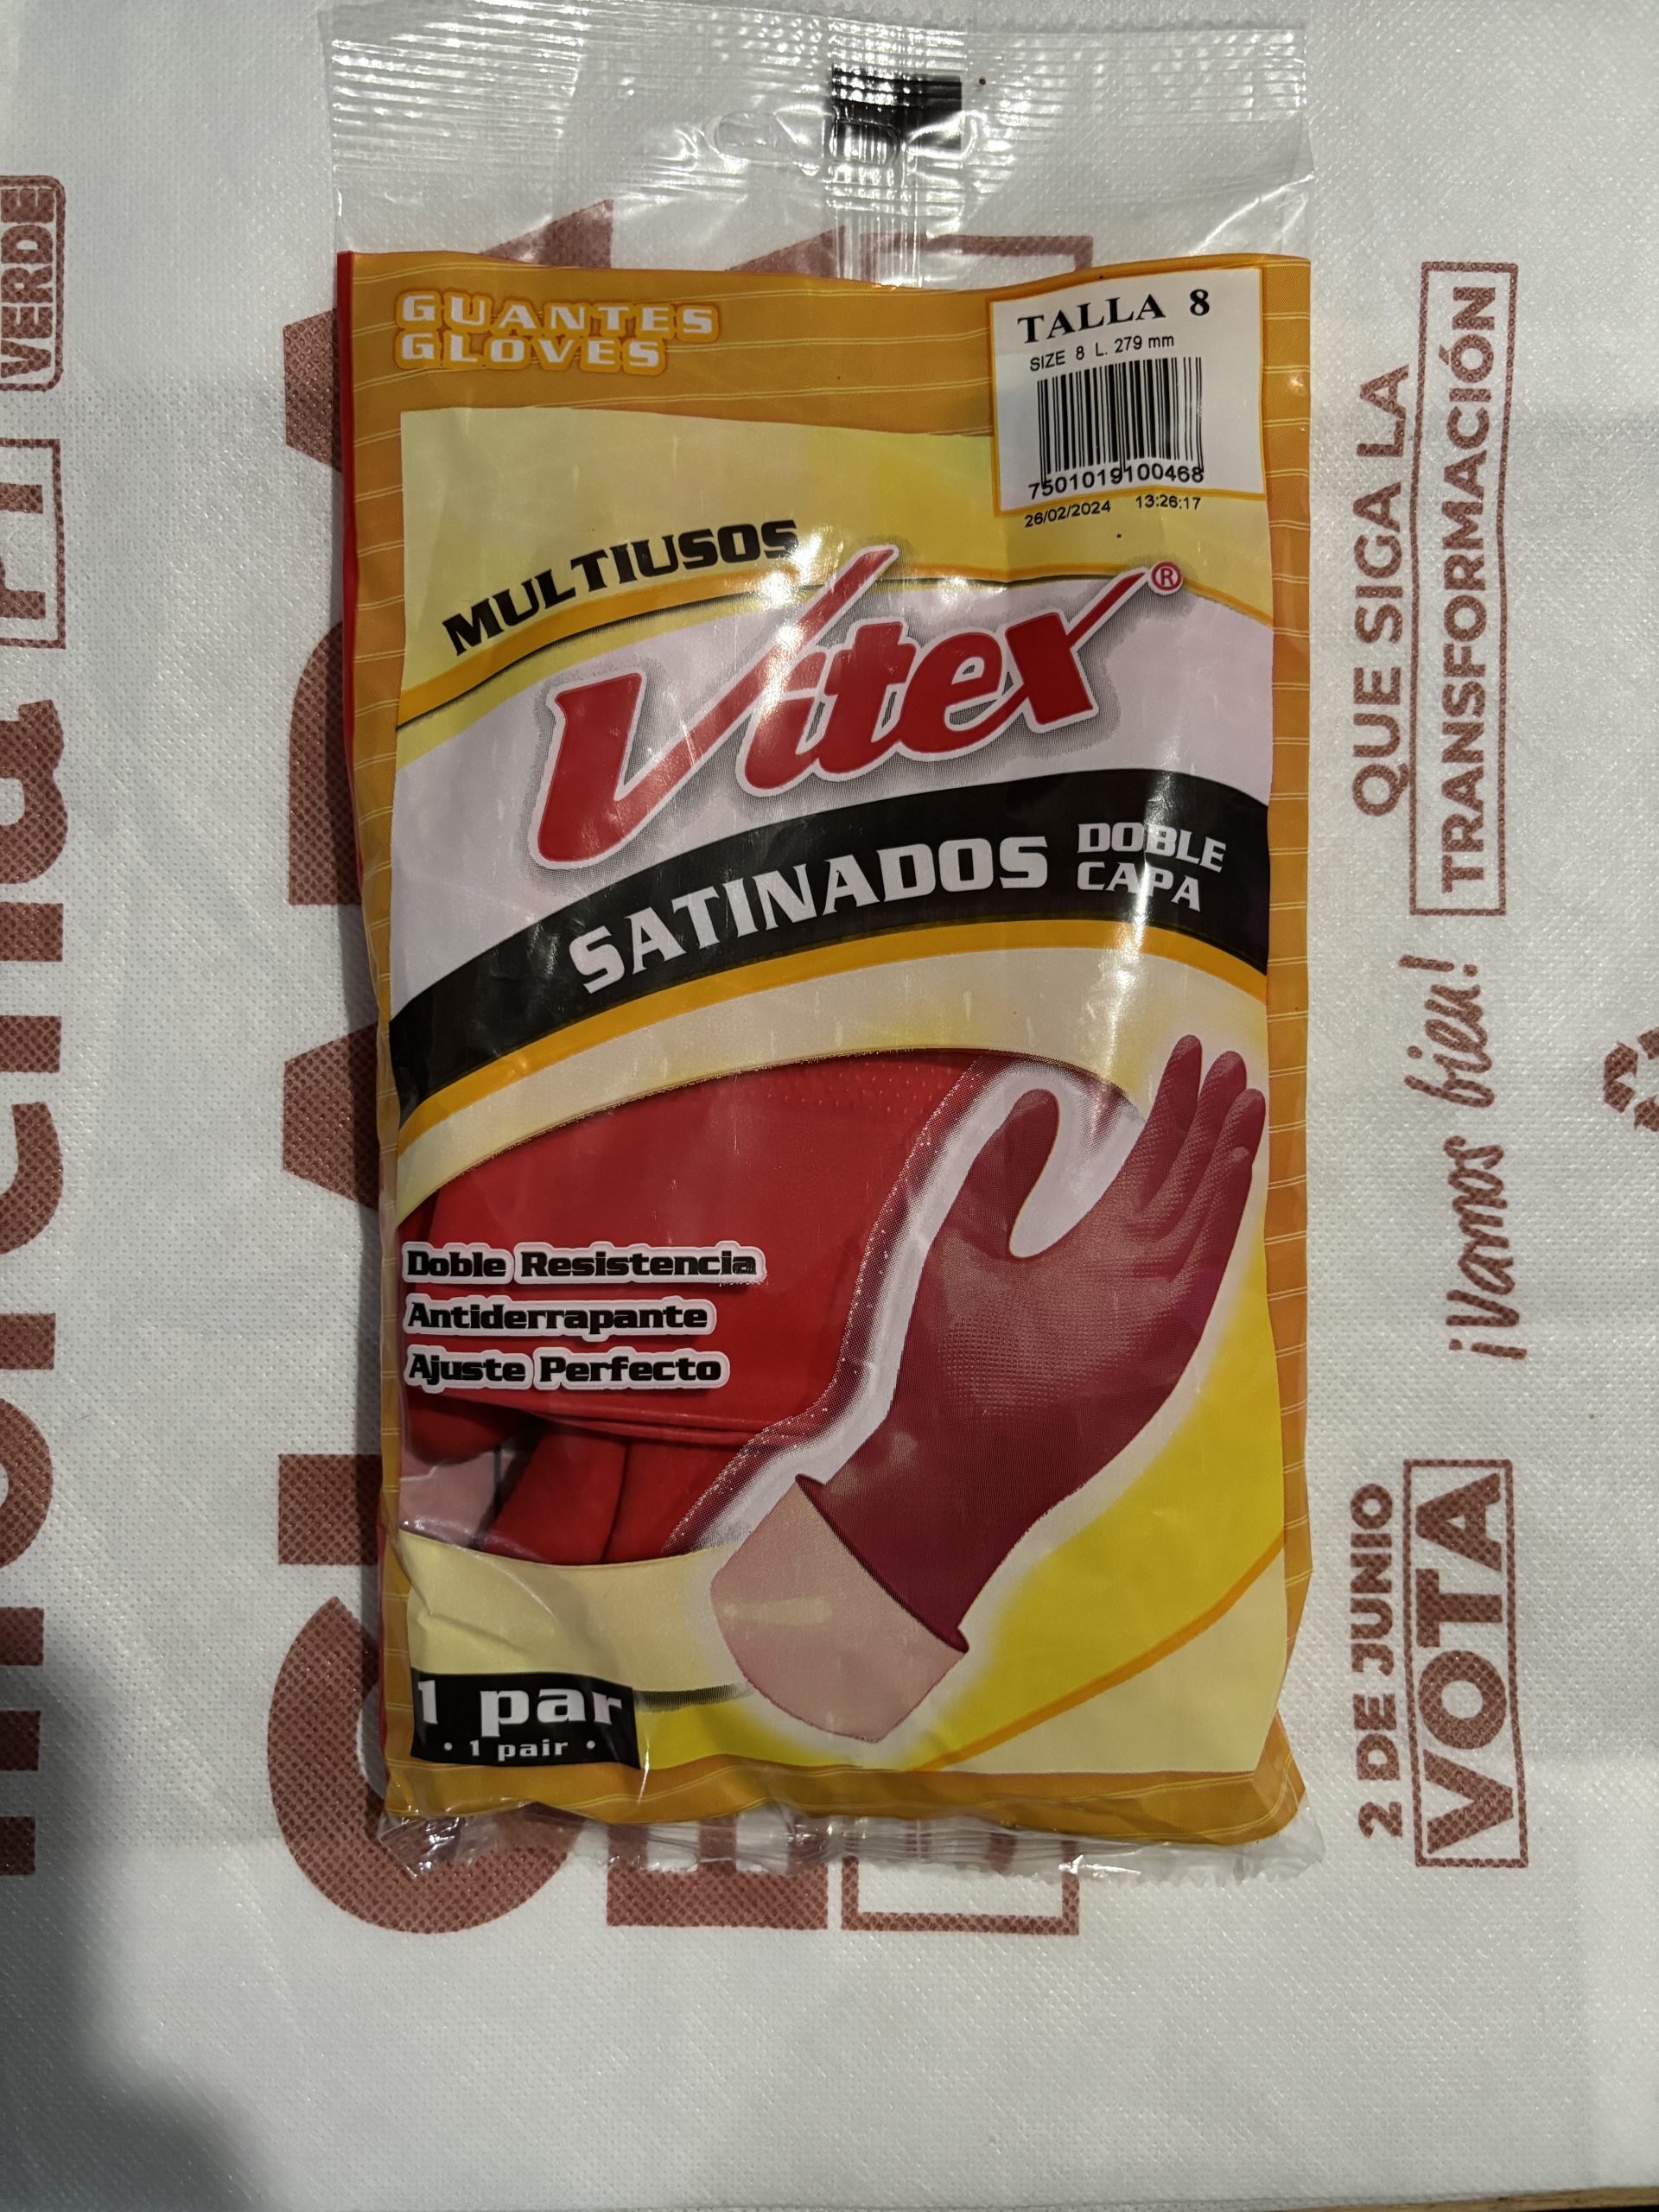 GUANTES
GLOVES
TALLA 8
SIZE 8 L. 279 mm
7501019100468
26/02/2024 13:26:17
MULTIUSOS
Vitex®
SATINADOS DOBLE
CAPA
Doble Resistencia
Antiderrapante
Ajuste Perfecto
1 par
• 1 pair •
VERDE
QUE SIGA LA
TRANSFORMACIÓN
¡Vamos bien!
2 DE JUNIO
VOTA